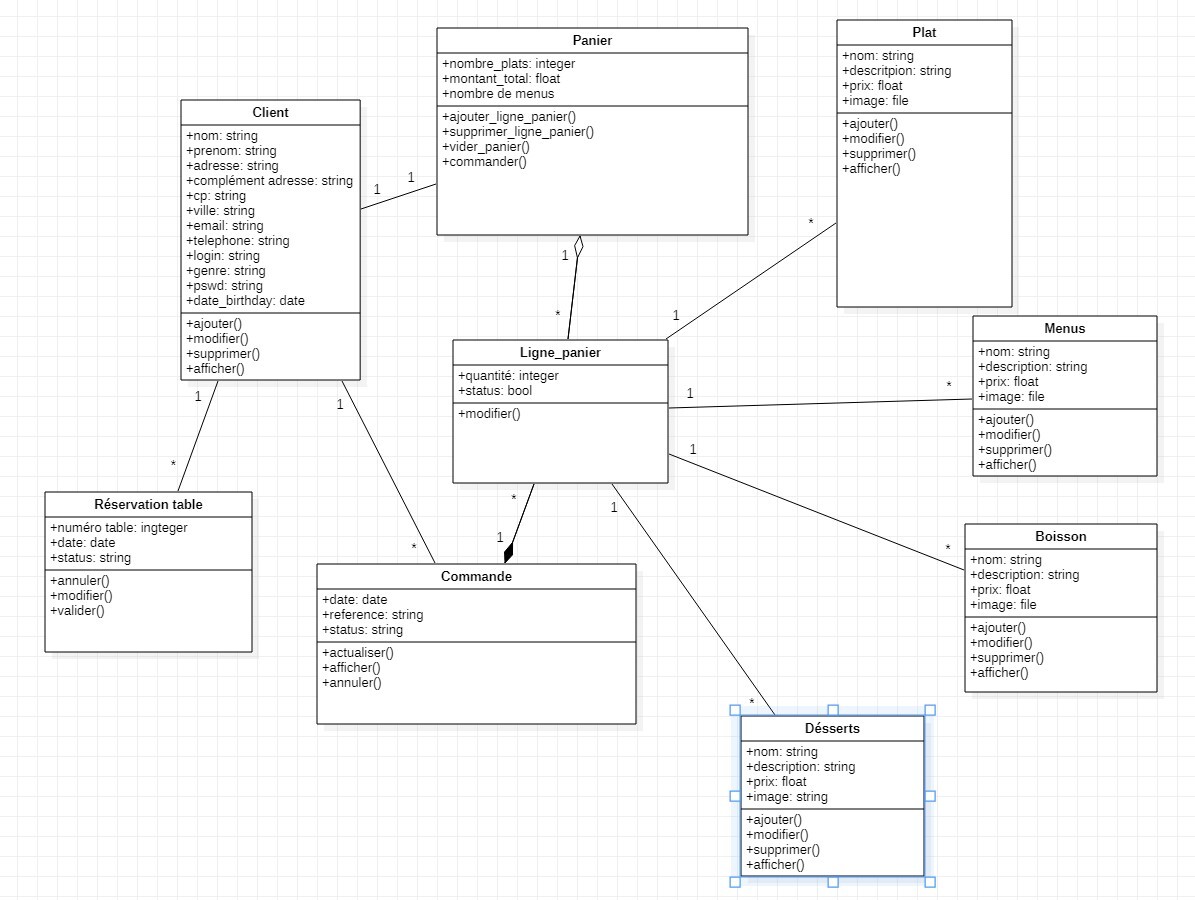 Panier
+nombre_plats: integer
+montant_total: float
+nombre de menus
+ajouter_ligne_panier()
+supprimer_ligne_panier()
+vider_panier()
+commander()
Plat
+nom: string
+descritpion: string
+prix: float
+image: file
+ajouter()
+modifier()
+supprimer()
+afficher()
Client
+nom: string
+prenom: string
+adresse: string
+complément adresse: string
+cp: string
+ville: string
+email: string
+telephone: string
+login: string
+genre: string
+pswd: string
+date_birthday: date
+ajouter()
+modifier()
+supprimer()
+afficher()
1
1
1
*
*
1
Ligne_panier
+quantité: integer
+status: bool
+modifier()
Menus
+nom: string
+description: string
+prix: float
+image: file
+ajouter()
+modifier()
+supprimer()
+afficher()
1
*
1
*
1
*
1
*
*
1
1
*
Réservation table
+numéro table: ingteger
+date: date
+status: string
+annuler()
+modifier()
+valider()
Commande
+date: date
+reference: string
+status: string
+actualiser()
+afficher()
+annuler()
Boisson
+nom: string
+description: string
+prix: float
+image: file
+ajouter()
+modifier()
+supprimer()
+afficher()
Désserts
+nom: string
+description: string
+prix: float
+image: string
+ajouter()
+modifier()
+supprimer()
+afficher()